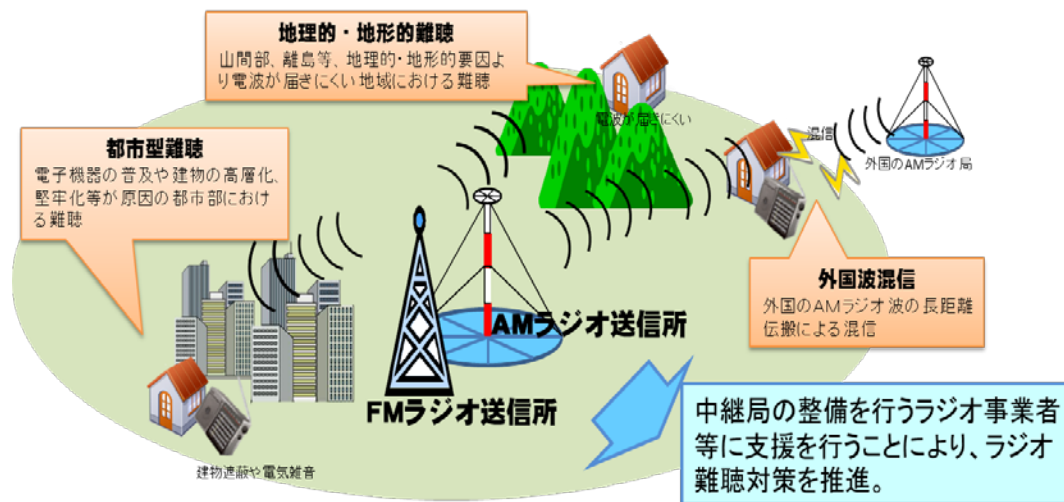 地理的・地形的難聴
山間部、離島等、地理的・地形的要因よ
り電波が届きにくい地域における難聴
電波が届きにくい
混信
外国のAMラジオ局
都市型難聴
電子機器の普及や建物の高層化、
堅牢化等が原因の都市部におけ
る難聴
外国波混信
外国のAMラジオ波の長距離
伝搬による混信
AMラジオ送信所
FMラジオ送信所
建物遮蔽や電気雑音
中継局の整備を行うラジオ事業者
等に支援を行うことにより、ラジオ
難聴対策を推進。